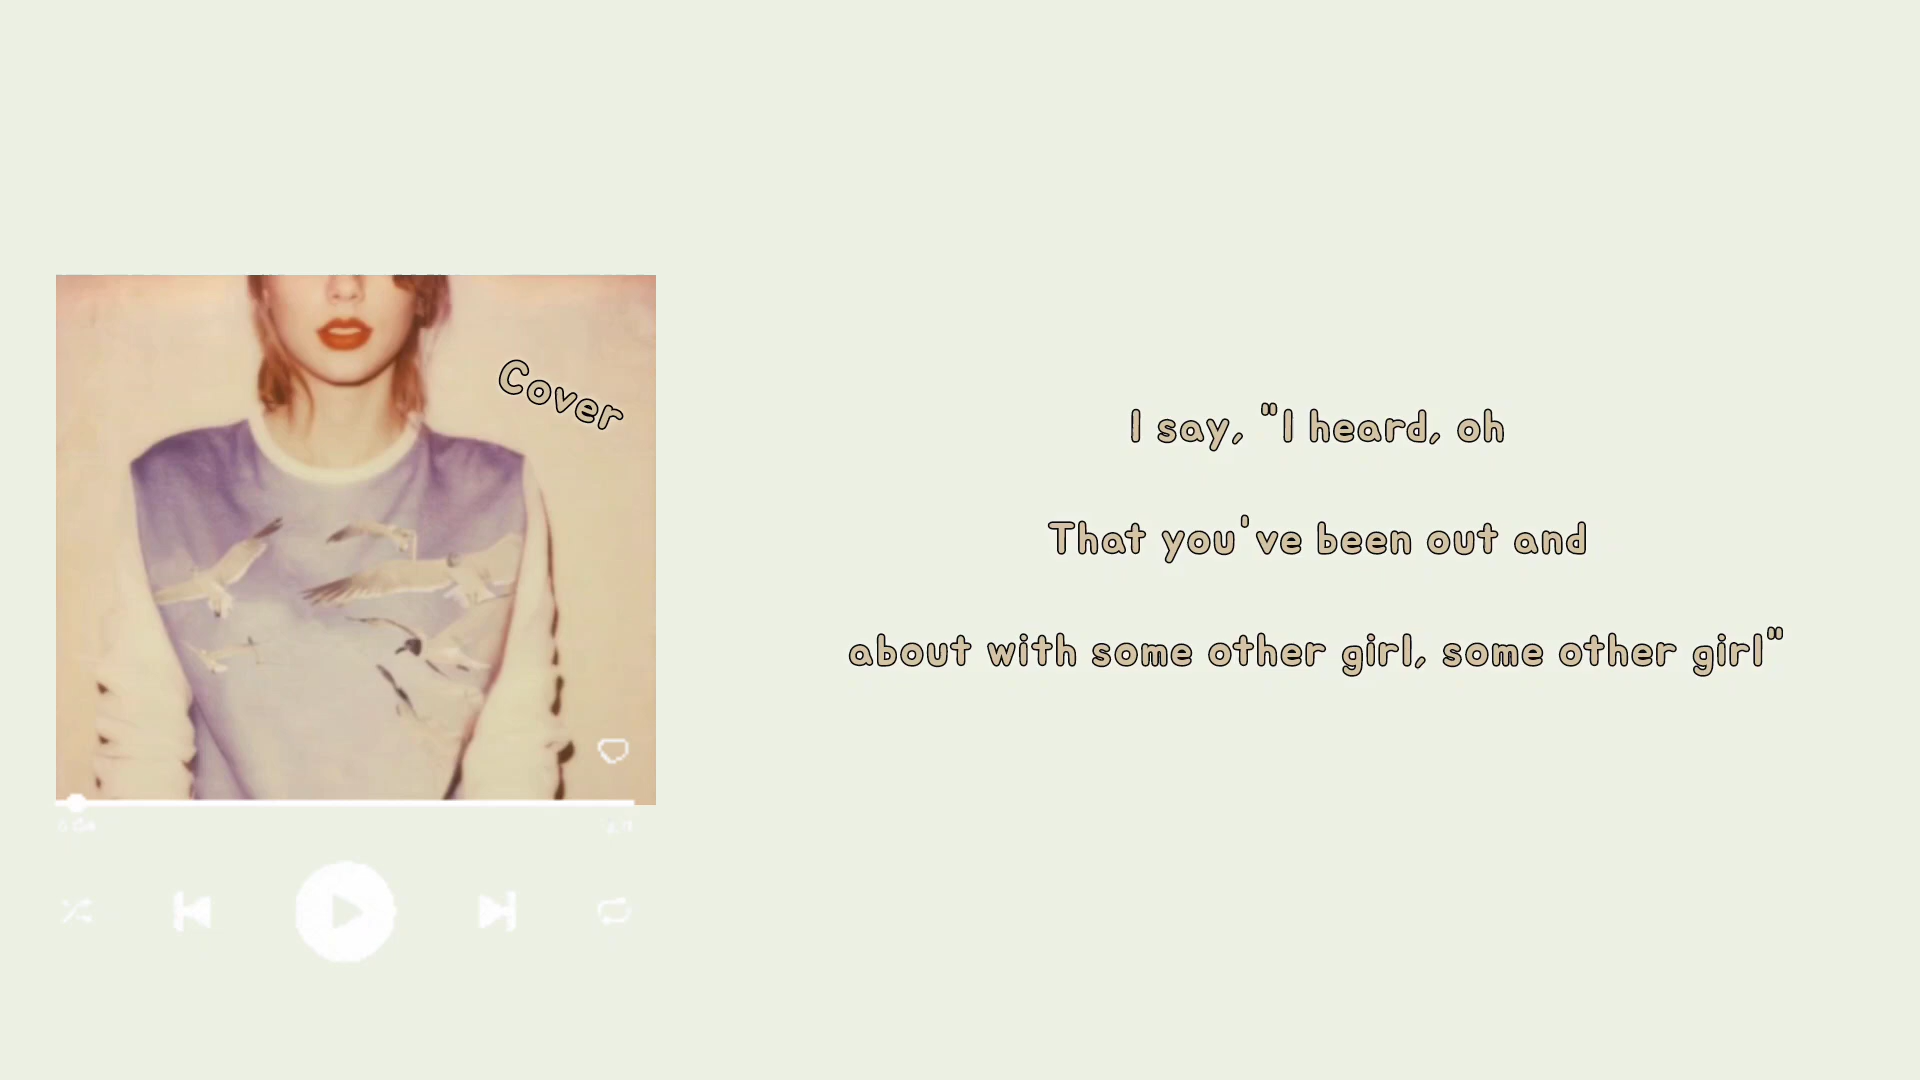 Cover
I say, "I heard, oh
That you've been out and
about with some other girl, some other girl"